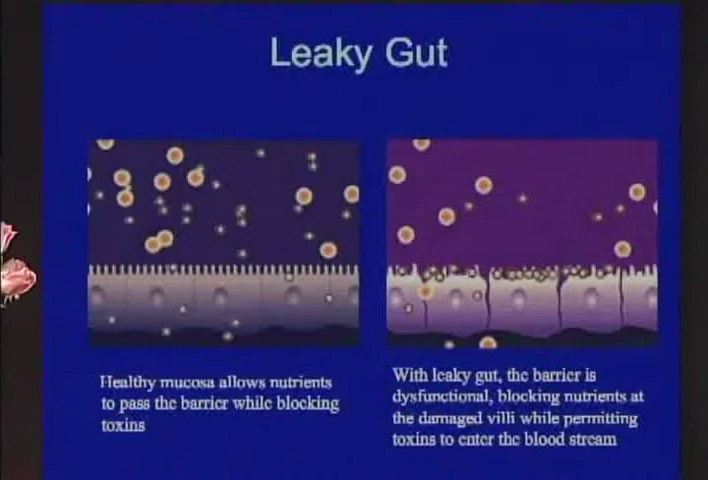 Leaky Gut
Healthy mucosa allows nutrients
to pass the barrier while blocking
toxins
With leaky gut, the barrier is
dysfunctional, blocking nutrients at
the damaged villi while permitting
toxins to enter the blood stream